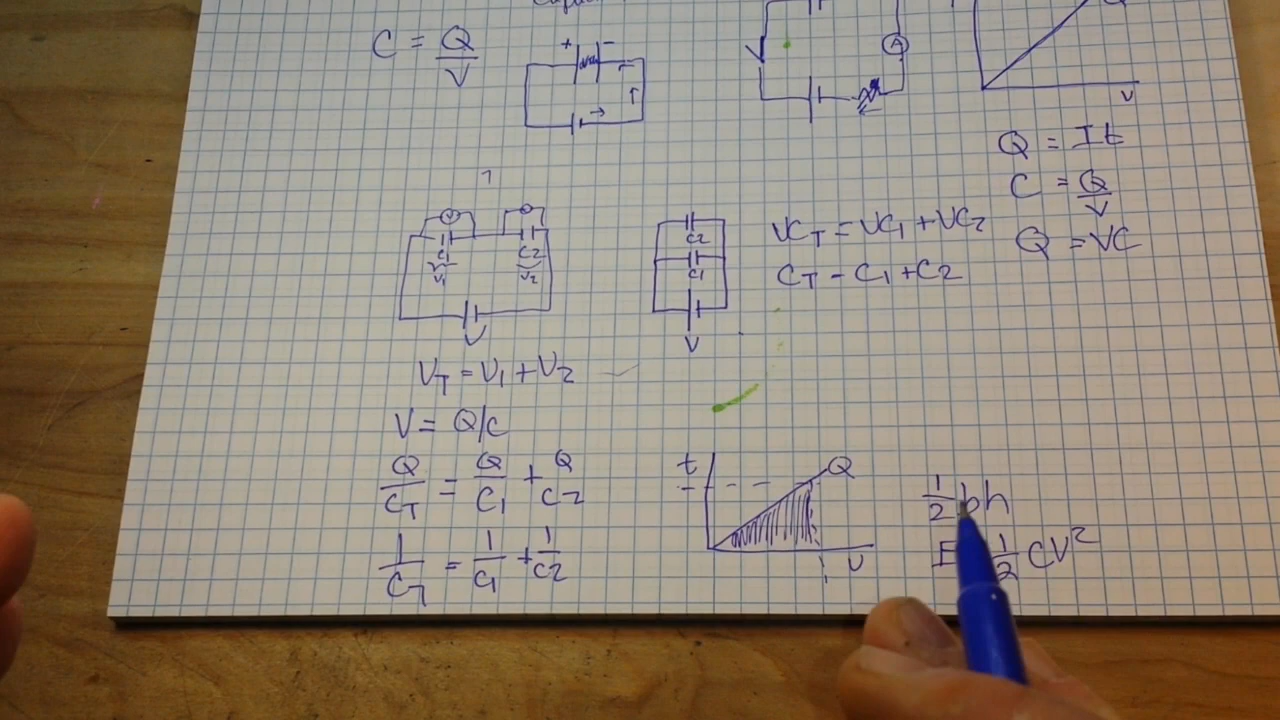 C = Q/V
+ -
A
V
Q = It
C = Q/V
Q = VC
V
C1
V1
C2
V2
V
C2
C1
V
VCT = VC1 + VC2
CT = C1 + C2
VT = V1 + V2
V = Q/C
Q/CT = Q/C1 + Q/C2
1/CT = 1/C1 + 1/C2
t
Q
V
1/2 bh
E 1/2 CV²